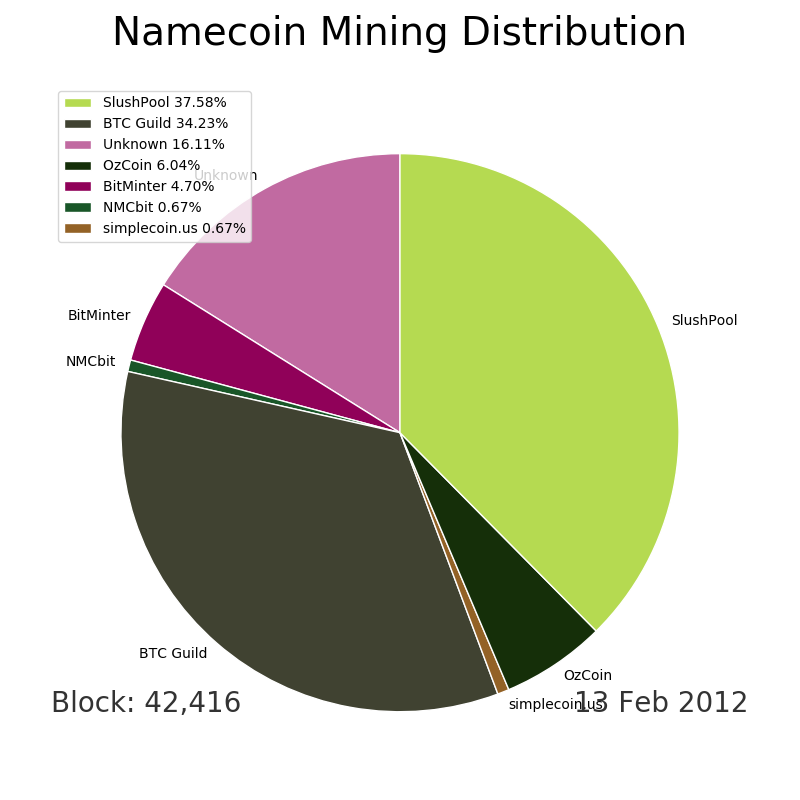 Namecoin Mining Distribution
SlushPool 37.58%
BTC Guild 34.23%
Unknown 16.11%
OzCoin 6.04%
BitMinter 4.70%
NMCbit 0.67%
simplecoin.us 0.67%
Unknown
BitMinter
SlushPool
NMCbit
BTC Guild
OzCoin
simplecoin.us
Block: 42,416
13 Feb 2012